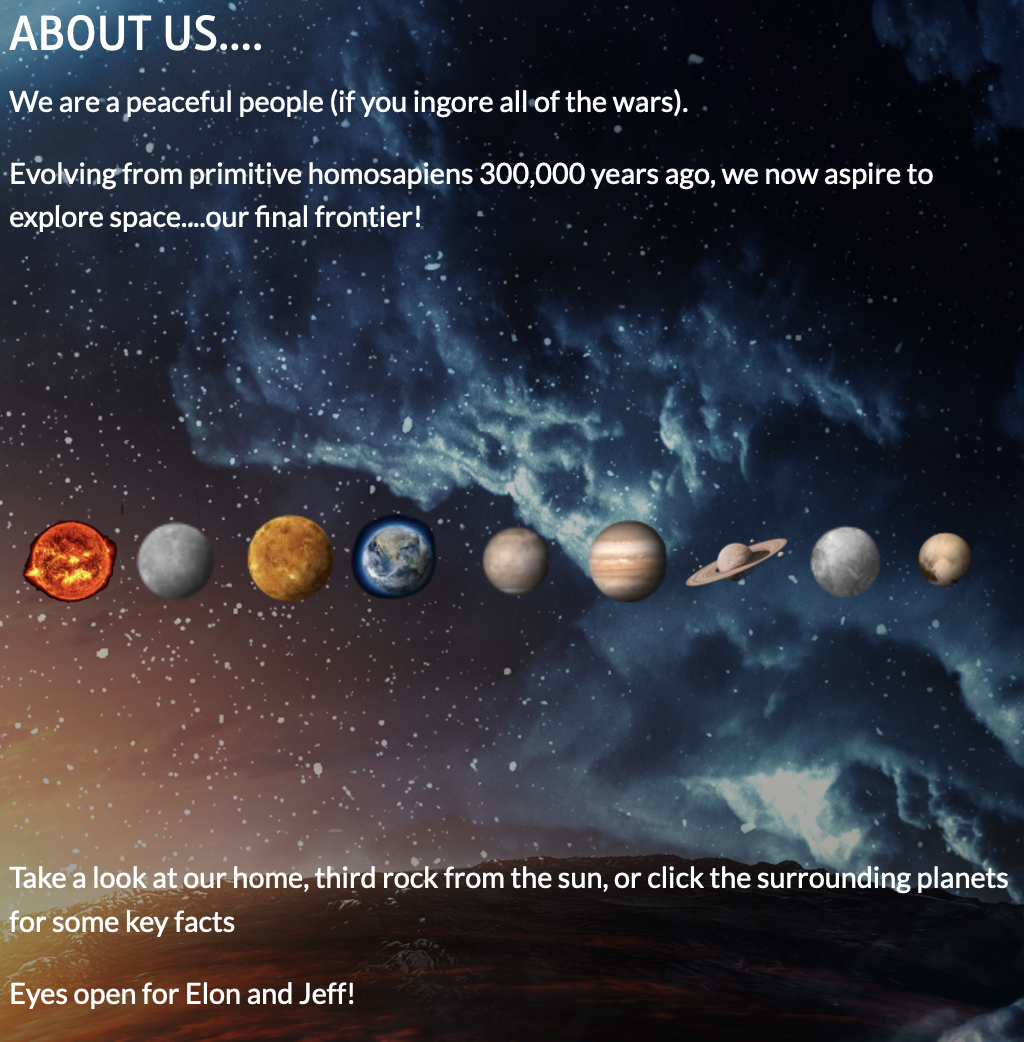 ABOUT US....
We are a peaceful people (if you ingore all of the wars).
Evolving from primitive homosapiens 300,000 years ago, we now aspire to
explore space....our final frontier!
Take a look at our home, third rock from the sun, or click the surrounding planets
for some key facts
Eyes open for Elon and Jeff!